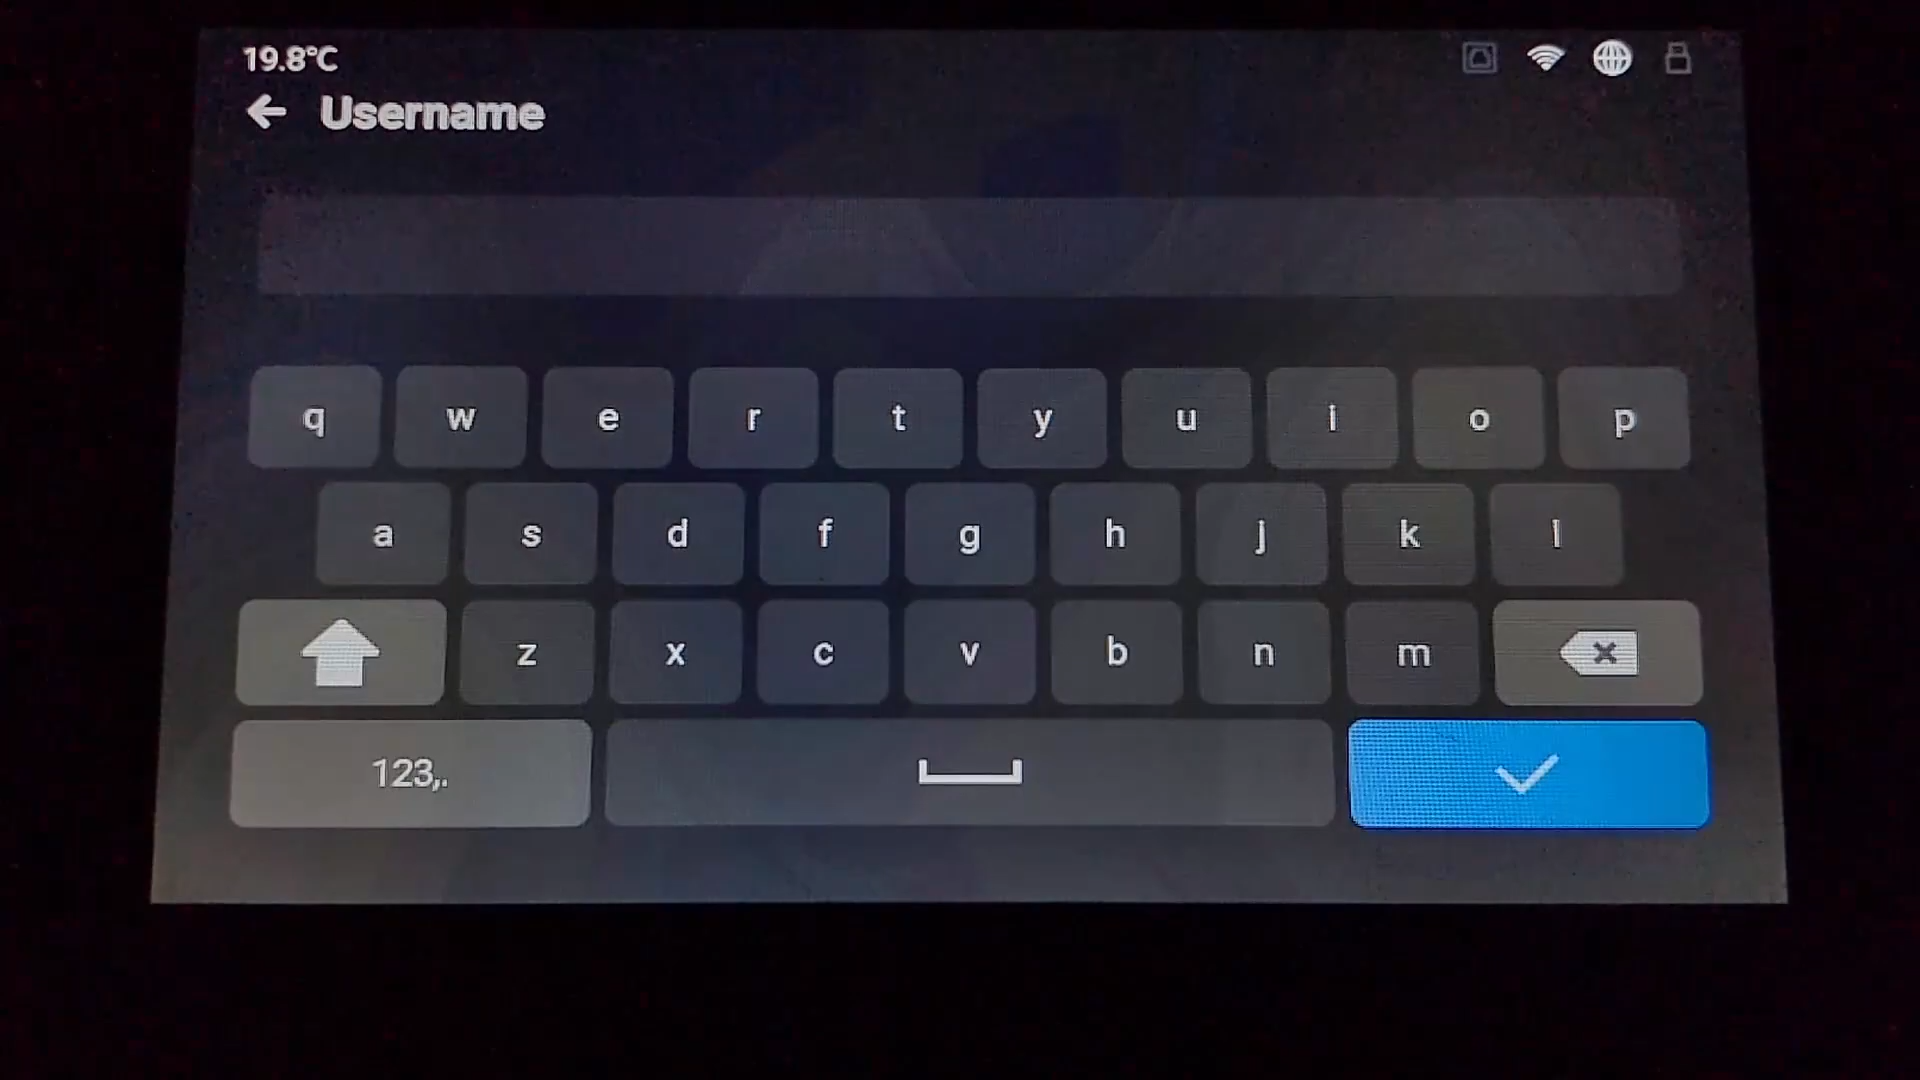 19.8°C
Username
q w e r t y u i o p
a s d f g h j k l
z x c v b n m
123,.